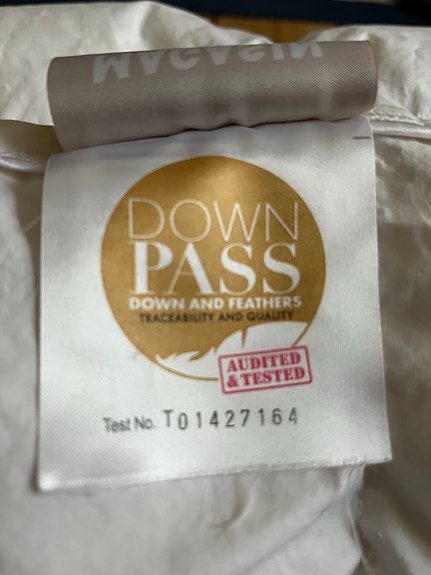 DOWN
PASS
DOWN AND FEATHERS
TRACEABILITY AND QUALITY
AUDITED
& TESTED
Test No. T01427164